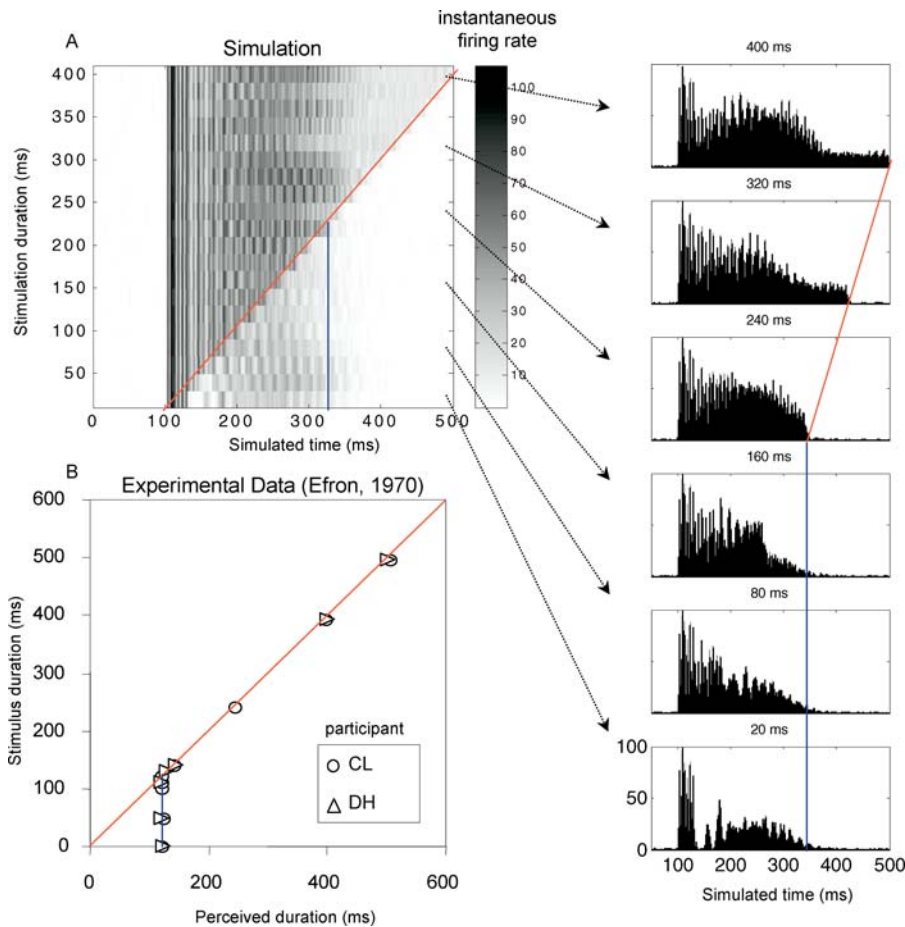 A
Simulation
instantaneous
firing rate
Stimulation duration (ms)
400
350
300
250
200
150
100
50
0
100
200
300
400
500
Simulated time (ms)
100
90
80
70
60
50
40
30
20
10
400 ms
320 ms
240 ms
160 ms
80 ms
20 ms
100
50
0
100
200
300
400
500
Simulated time (ms)
B
Experimental Data (Efron, 1970)
Stimulus duration (ms)
600
500
400
300
200
100
0
0
200
400
600
Perceived duration (ms)
participant
CL
DH